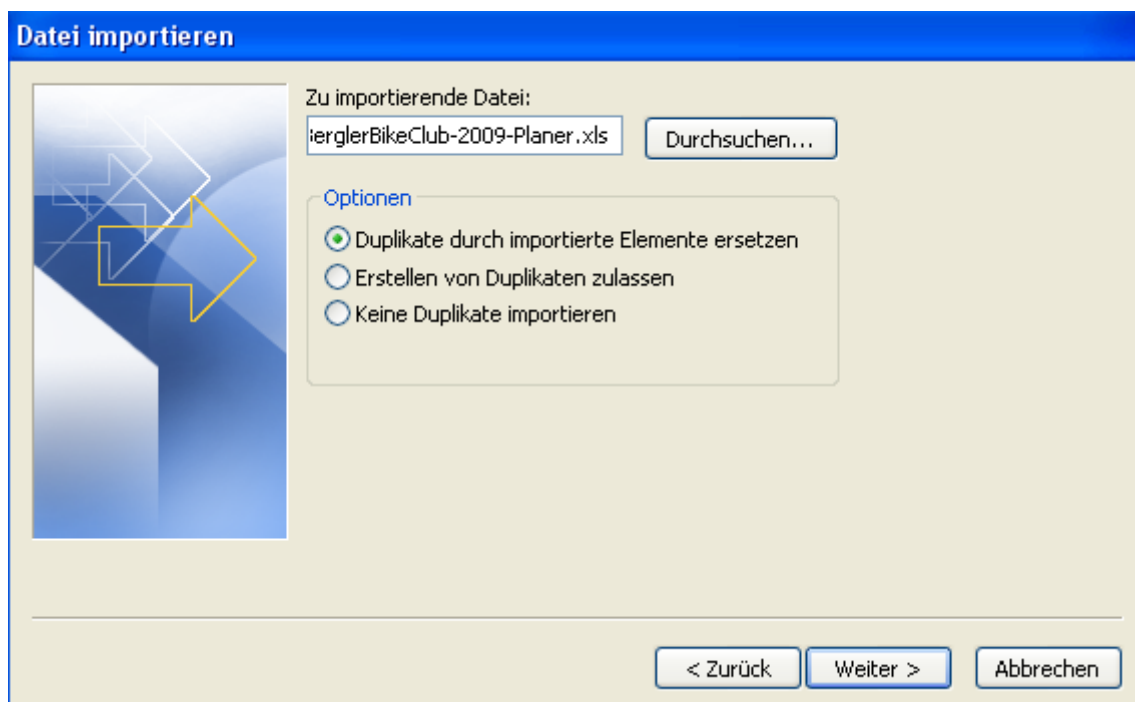 Datei importieren
Zu importierende Datei:
erglerBikeClub-2009-Planer.xls
Durchsuchen...
Optionen
Duplikate durch importierte Elemente ersetzen
Erstellen von Duplikaten zulassen
Keine Duplikate importieren
< Zurück
Weiter >
Abbrechen